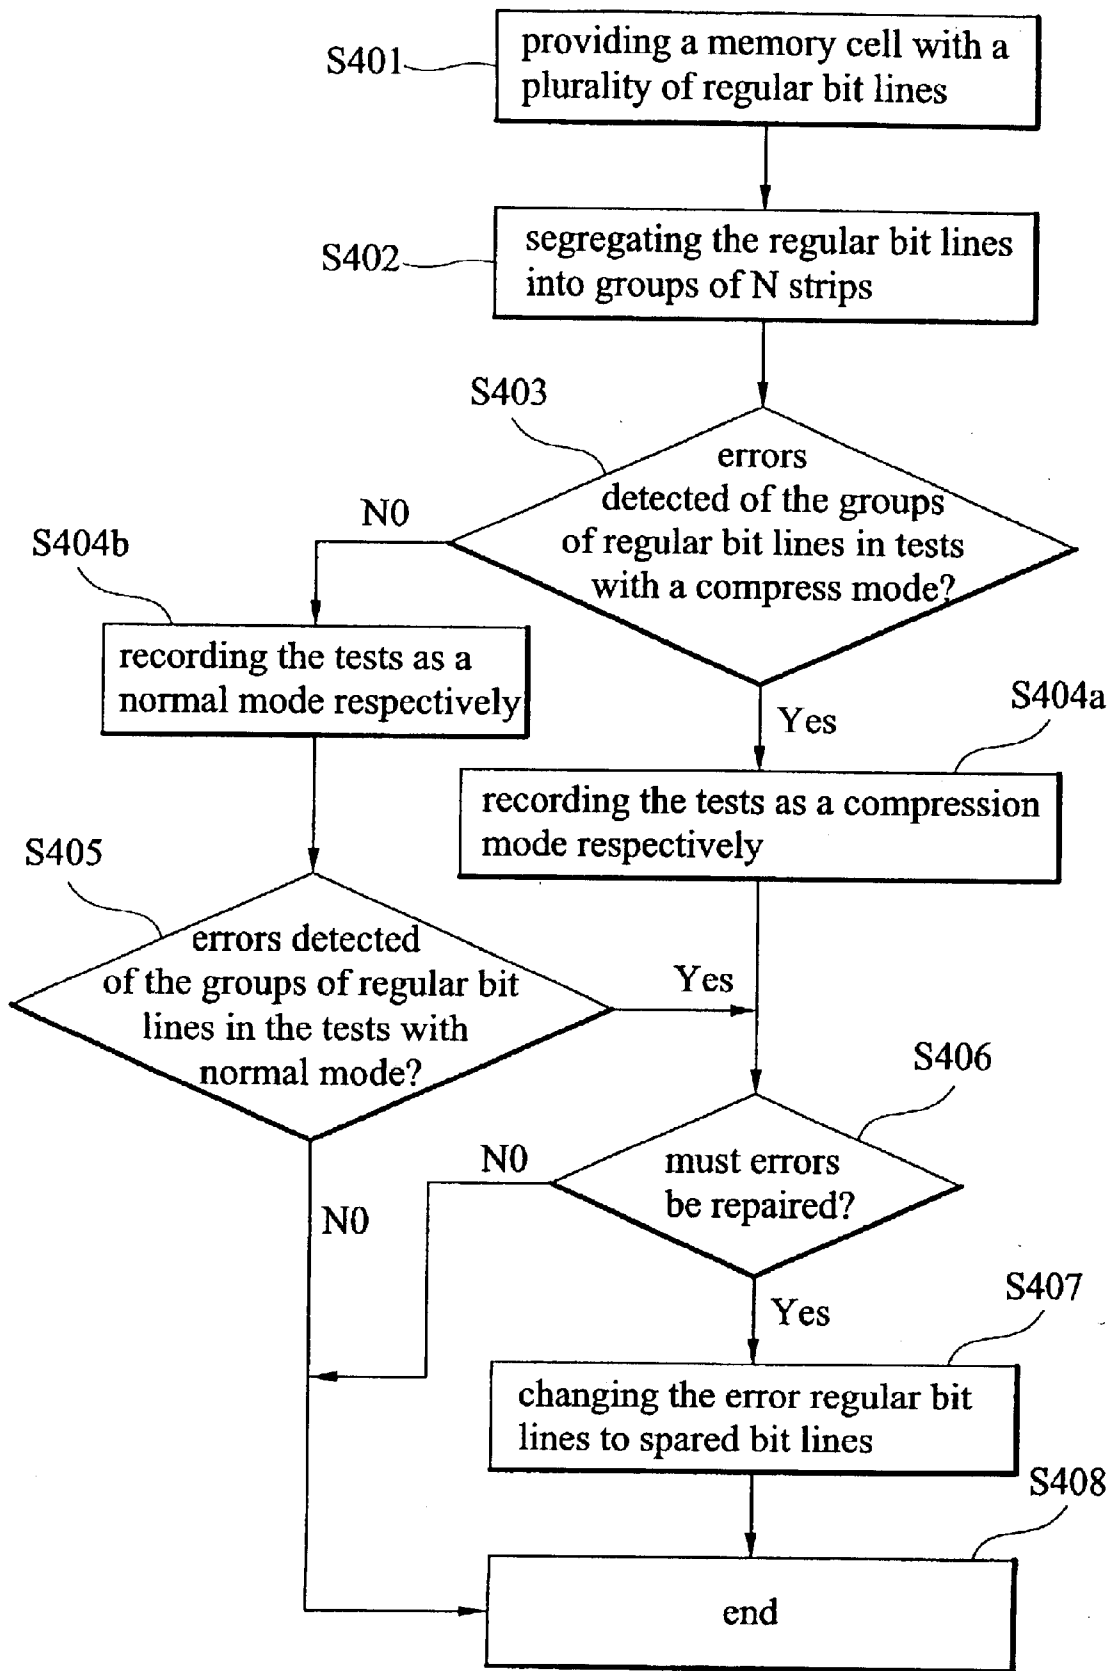 S401
providing a memory cell with a
plurality of regular bit lines
S402
segregating the regular bit lines
into groups of N strips
S403
errors
detected of the groups
of regular bit lines in tests
with a compress mode?
N0
S404b
recording the tests as a
normal mode respectively
Yes
S404a
recording the tests as a compression
mode respectively
S405
errors detected
of the groups of regular bit
lines in the tests with
normal mode?
Yes
N0
S406
must errors
be repaired?
N0
Yes
S407
changing the error regular bit
lines to spared bit lines
S408
end